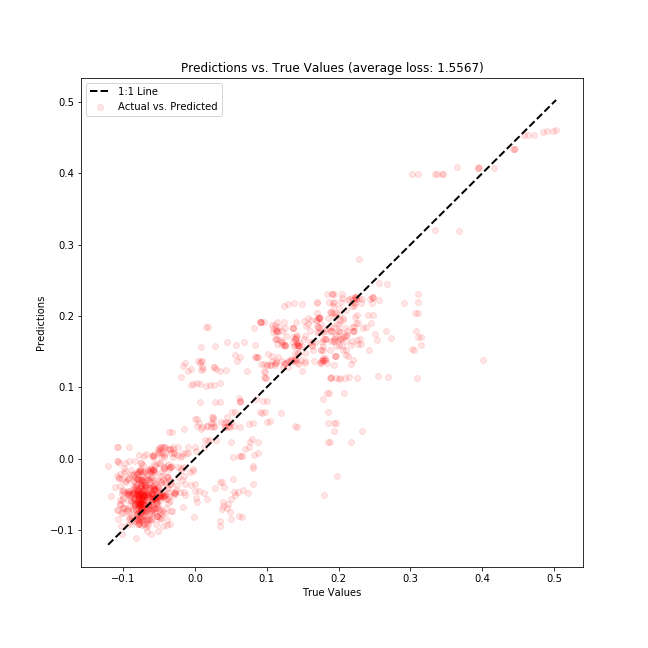 Predictions vs. True Values (average loss: 1.5567)
1:1 Line
Actual vs. Predicted
0.5
0.4
0.3
0.2
0.1
0.0
−0.1
Predictions
−0.1 0.0 0.1 0.2 0.3 0.4 0.5
True Values